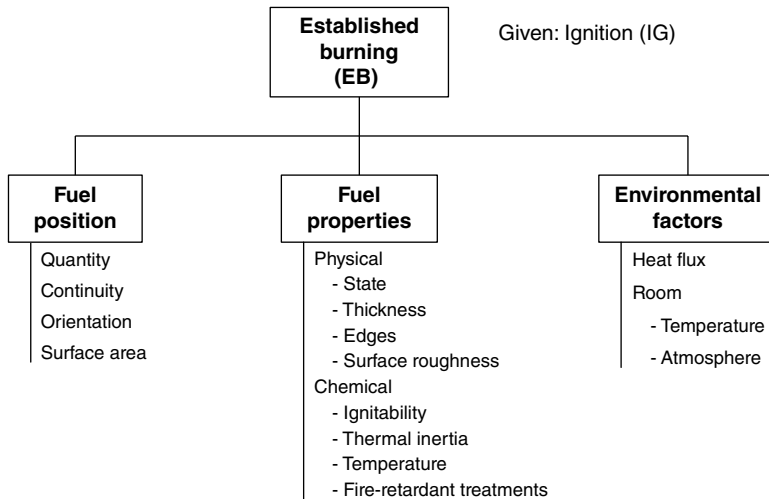 Established
burning
(EB)
Given: Ignition (IG)
Fuel
position
Quantity
Continuity
Orientation
Surface area
Fuel
properties
Physical
- State
- Thickness
- Edges
- Surface roughness
Chemical
- Ignitability
- Thermal inertia
- Temperature
- Fire-retardant treatments
Environmental
factors
Heat flux
Room
- Temperature
- Atmosphere